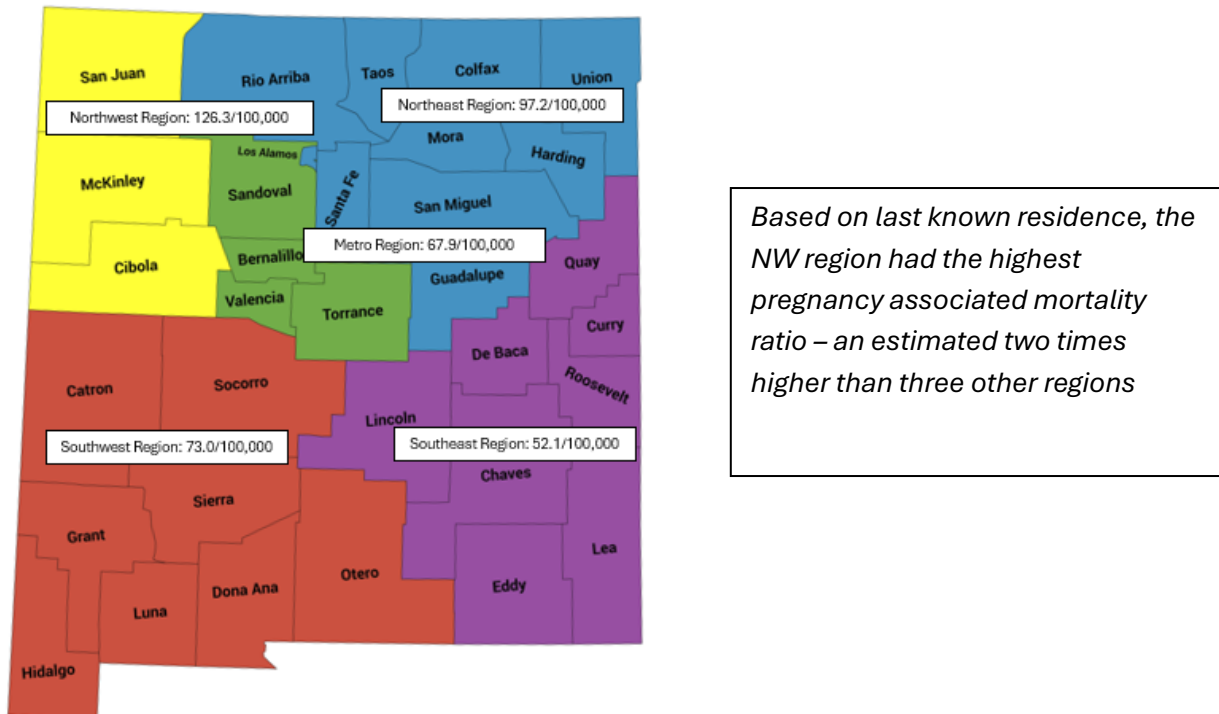 San Juan
Rio Arriba
Taos
Colfax
Union
Northwest Region: 126.3/100,000
Northeast Region: 97.2/100,000
Mora
Los Alamos
Harding
McKinley
Sandoval
Santa Fe
San Miguel
Metro Region: 67.9/100,000
Cibola
Bernalillo
Quay
Guadalupe
Valencia
Torrance
Curry
De Baca
Catron
Socorro
Roosevelt
Lincoln
Southwest Region: 73.0/100,000
Southeast Region: 52.1/100,000
Chaves
Sierra
Grant
Lea
Otero
Eddy
Dona Ana
Luna
Hidalgo
Based on last known residence, the
NW region had the highest
pregnancy associated mortality
ratio – an estimated two times
higher than three other regions